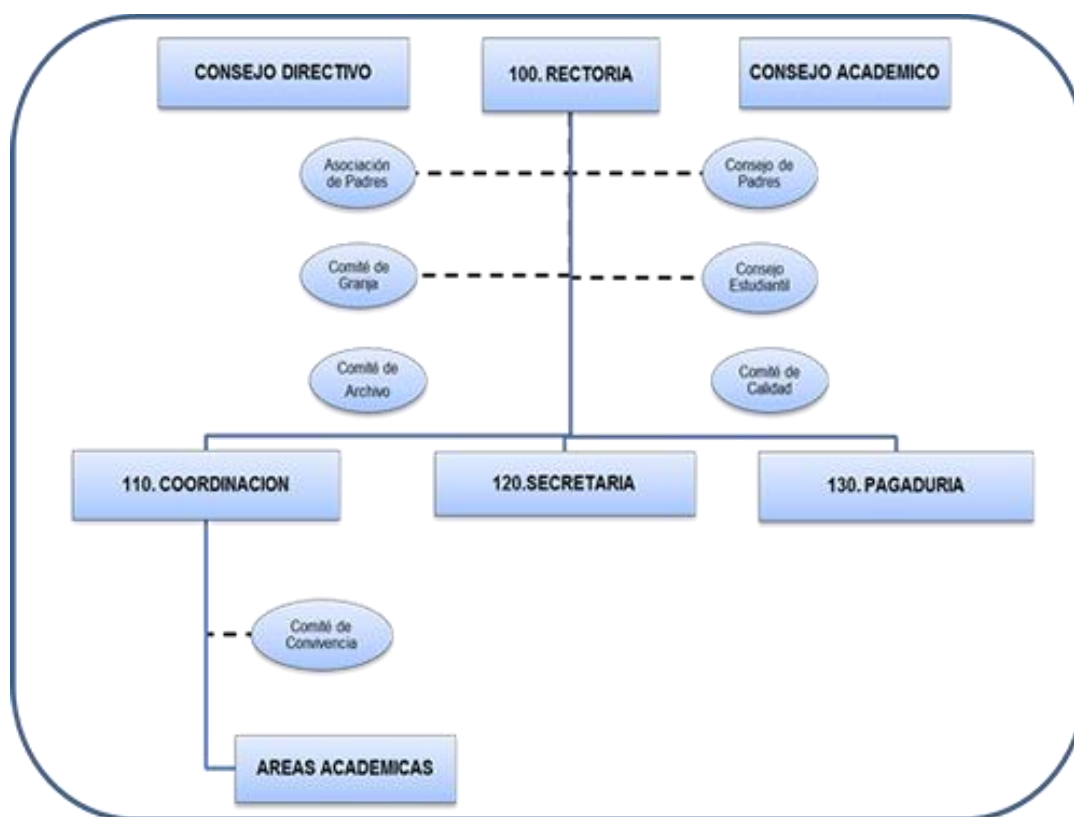 CONSEJO DIRECTIVO
100. RECTORIA
CONSEJO ACADEMICO
Asociación
de Padres
Consejo de
Padres
Comité de
Granja
Consejo
Estudiantil
Comité de
Archivo
Comité de
Calidad
110. COORDINACION
120.SECRETARIA
130. PAGADURIA
Comité de
Convivencia
AREAS ACADEMICAS